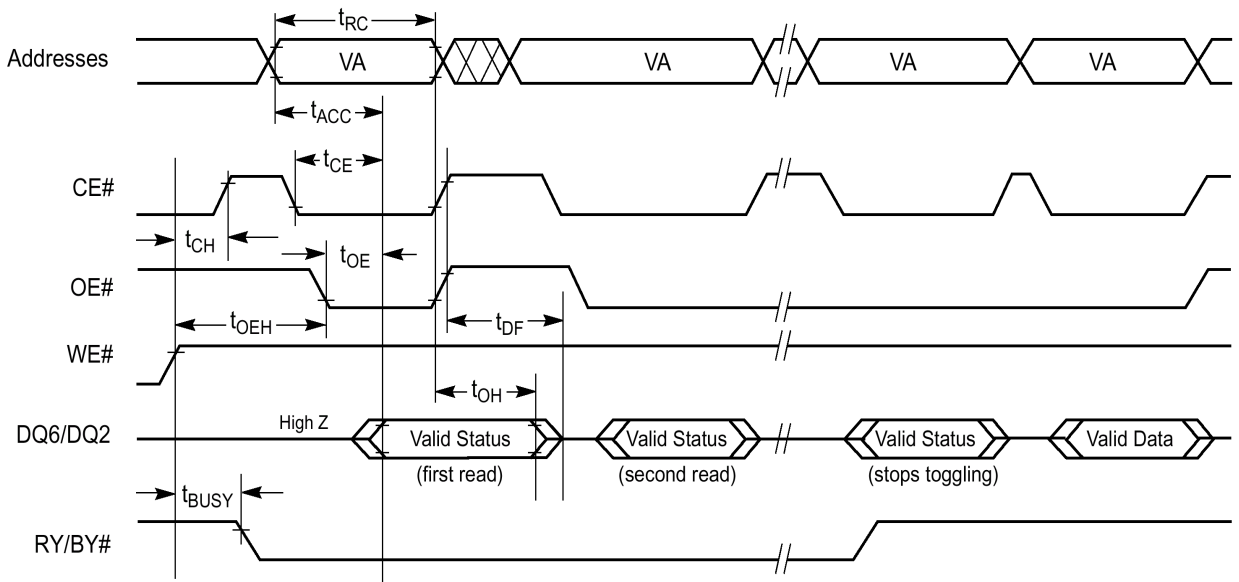 tRC
Addresses VA VA VA VA
tACC
tCE
CE#
tCH
tOE
OE#
tOEH tDF
WE#
tOH
High Z
DQ6/DQ2 Valid Status Valid Status Valid Status Valid Data
(first read) (second read) (stops toggling)
tBUSY
RY/BY#